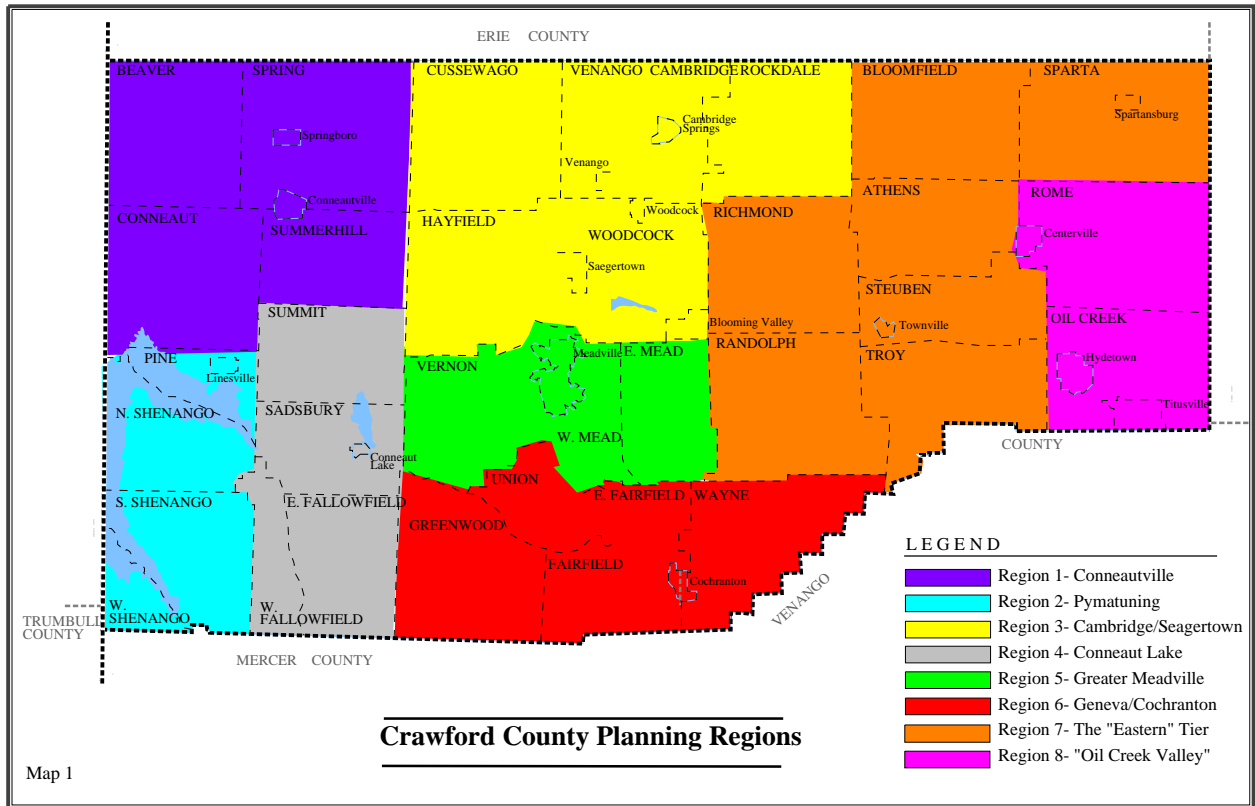 ERIE COUNTY
BEAVER
SPRING
CUSSEWAGO
VENANGO
CAMBRIDGE
ROCKDALE
BLOOMFIELD
SPARTA
Springboro
Cambridge
Springs
Spartansburg
Venango
Conneautville
ATHENS
ROME
CONNEAUT
SUMMERHILL
HAYFIELD
Woodcock
WOODCOCK
RICHMOND
Centerville
Saegertown
STEUBEN
SUMMIT
Blooming Valley
Townville
OIL CREEK
PINE
Linesville
VERNON
Meadville
E. MEAD
RANDOLPH
TROY
Hydetown
N. SHENANGO
SADSBURY
Titusville
W. MEAD
Conneaut
Lake
COUNTY
S. SHENANGO
E. FALLOWFIELD
UNION
E. FAIRFIELD
WAYNE
GREENWOOD
FAIRFIELD
Cochranton
VENANGO
W.
SHENANGO
W.
FALLOWFIELD
TRUMBULL
COUNTY
MERCER COUNTY
LEGEND
Region 1- Conneautville
Region 2- Pymatuning
Region 3- Cambridge/Seagertown
Region 4- Conneaut Lake
Region 5- Greater Meadville
Region 6- Geneva/Cochranton
Region 7- The "Eastern" Tier
Region 8- "Oil Creek Valley"
Crawford County Planning Regions
Map 1